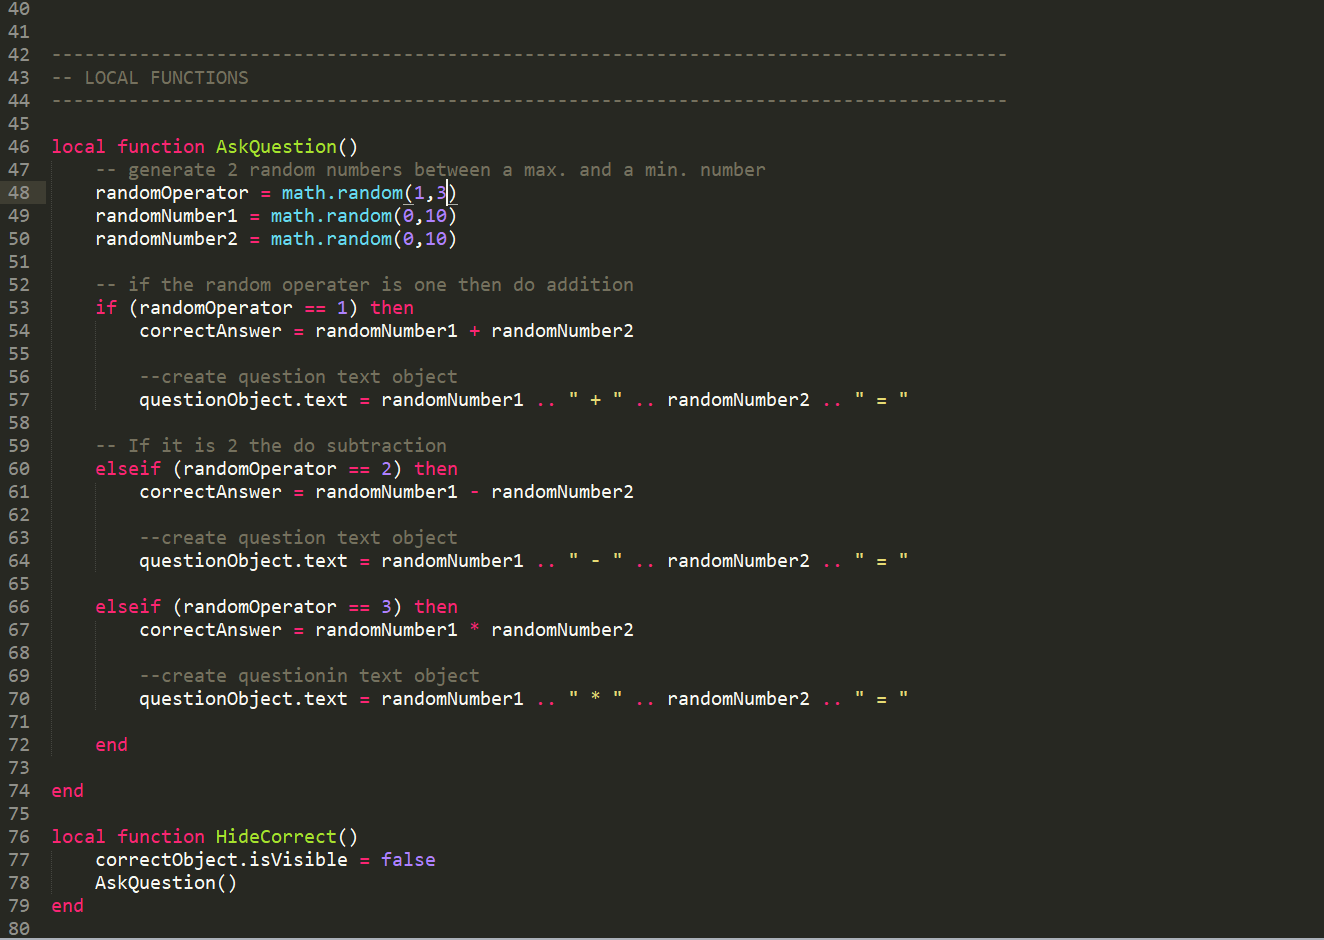 40
41
42 ---------------------------------------------------------------------------------------
43 -- LOCAL FUNCTIONS
44 ---------------------------------------------------------------------------------------
45
46 local function AskQuestion()
47     -- generate 2 random numbers between a max. and a min. number
48     randomOperator = math.random(1,3)
49     randomNumber1 = math.random(0,10)
50     randomNumber2 = math.random(0,10)
51
52     -- if the random operater is one then do addition
53     if (randomOperator == 1) then
54         correctAnswer = randomNumber1 + randomNumber2
55
56         --create question text object
57         questionObject.text = randomNumber1 .. " + " .. randomNumber2 .. " = "
58
59     -- If it is 2 the do subtraction
60     elseif (randomOperator == 2) then
61         correctAnswer = randomNumber1 - randomNumber2
62
63         --create question text object
64         questionObject.text = randomNumber1 .. " - " .. randomNumber2 .. " = "
65
66     elseif (randomOperator == 3) then
67         correctAnswer = randomNumber1 * randomNumber2
68
69         --create questionin text object
70         questionObject.text = randomNumber1 .. " * " .. randomNumber2 .. " = "
71
72     end
73
74 end
75
76 local function HideCorrect()
77     correctObject.isVisible = false
78     AskQuestion()
79 end
80